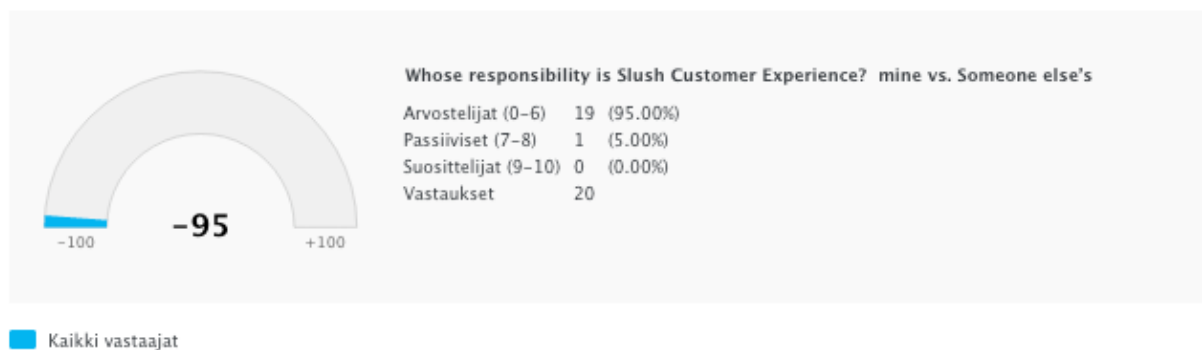 Whose responsibility is Slush Customer Experience?  mine vs. Someone else's
Arvostelijat (0–6) 19 (95.00%)
Passiiviset (7–8) 1 (5.00%)
Suosittelijat (9–10) 0 (0.00%)
Vastaukset 20
-95
-100 +100
Kaikki vastaajat